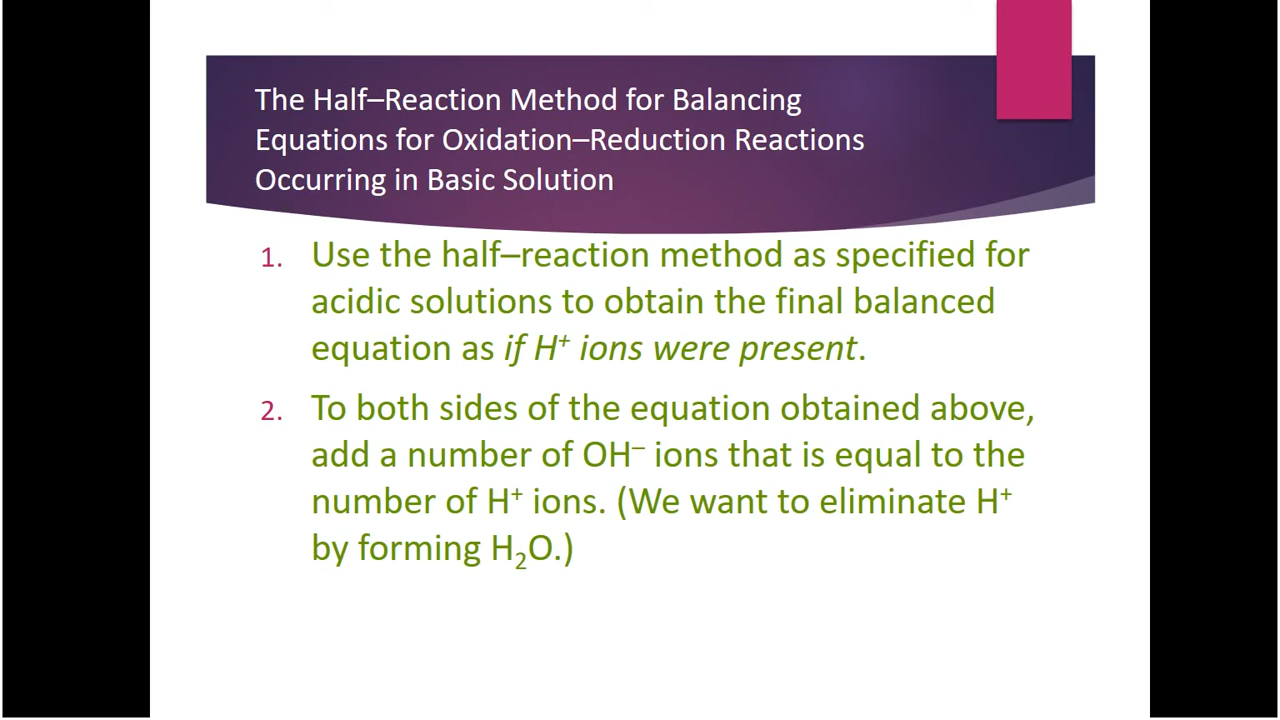 The Half–Reaction Method for Balancing
Equations for Oxidation–Reduction Reactions
Occurring in Basic Solution
1. Use the half–reaction method as specified for
acidic solutions to obtain the final balanced
equation as if H⁺ ions were present.
2. To both sides of the equation obtained above,
add a number of OH⁻ ions that is equal to the
number of H⁺ ions. (We want to eliminate H⁺
by forming H₂O.)